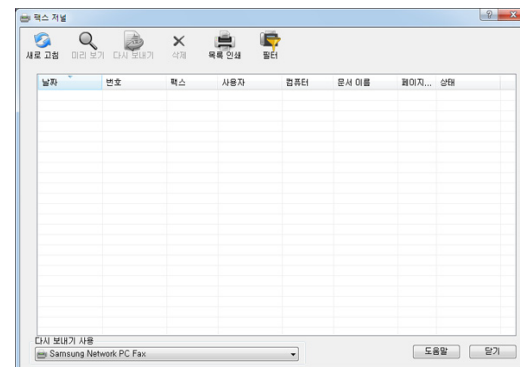 팩스 저널
새로 고침 미리 보기 다시 보내기 삭제 목록 인쇄 필터
날짜 번호 팩스 사용자 컴퓨터 문서 이름 페이지... 상태
다시 보내기 사용
Samsung Network PC Fax 도움말 닫기